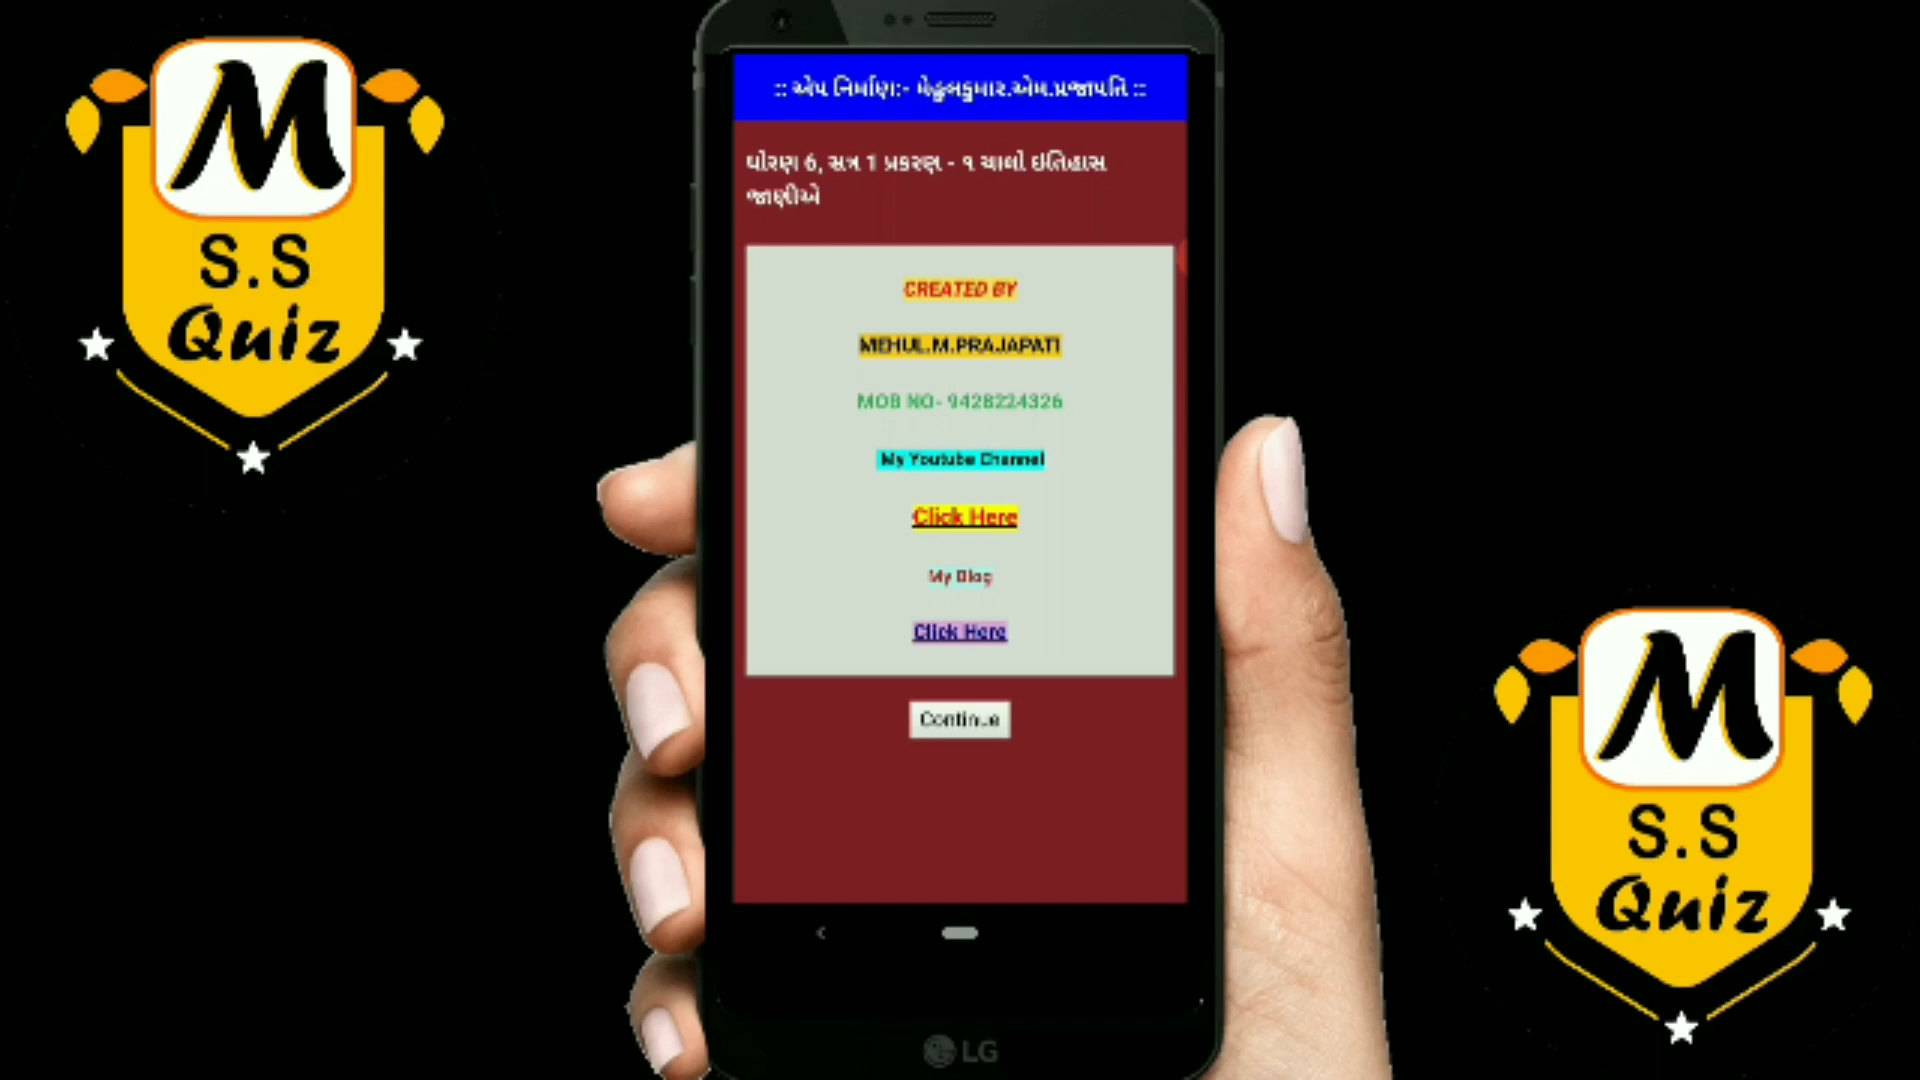 M
S.S
Quiz
:: એપ નિર્માણ:- મેહુલકુમાર.એમ.પ્રજાપતિ ::
ધોરણ 6, સત્ર 1 પ્રકરણ - ૧ ચાલો ઇતિહાસ
જાણીએ
CREATED BY
MEHUL.M.PRAJAPATI
MOB NO- 9428224326
My Youtube Channel
Click Here
My Blog
Click Here
Continue
LG
M
S.S
Quiz